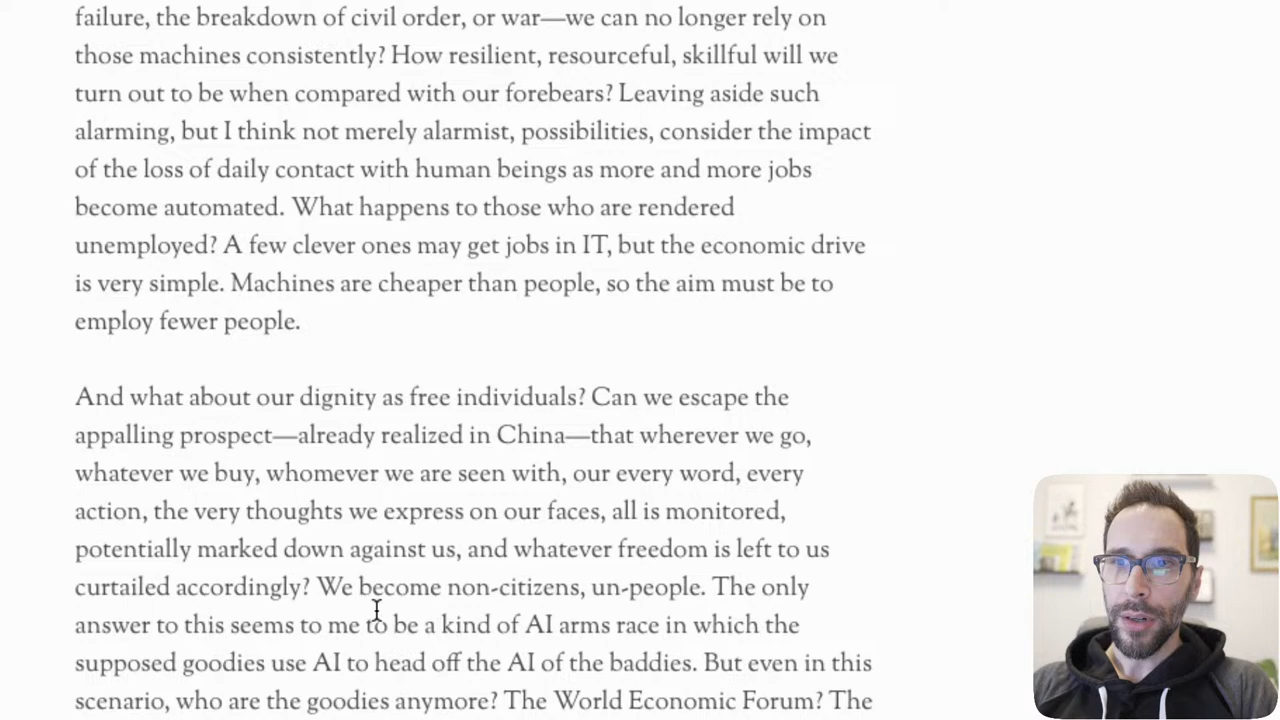 failure, the breakdown of civil order, or war—we can no longer rely on
those machines consistently? How resilient, resourceful, skillful will we
turn out to be when compared with our forebears? Leaving aside such
alarming, but I think not merely alarmist, possibilities, consider the impact
of the loss of daily contact with human beings as more and more jobs
become automated. What happens to those who are rendered
unemployed? A few clever ones may get jobs in IT, but the economic drive
is very simple. Machines are cheaper than people, so the aim must be to
employ fewer people.
And what about our dignity as free individuals? Can we escape the
appalling prospect—already realized in China—that wherever we go,
whatever we buy, whomever we are seen with, our every word, every
action, the very thoughts we express on our faces, all is monitored,
potentially marked down against us, and whatever freedom is left to us
curtailed accordingly? We become non-citizens, un-people. The only
answer to this seems to me to be a kind of AI arms race in which the
supposed goodies use AI to head off the AI of the baddies. But even in this
scenario, who are the goodies anymore? The World Economic Forum? The